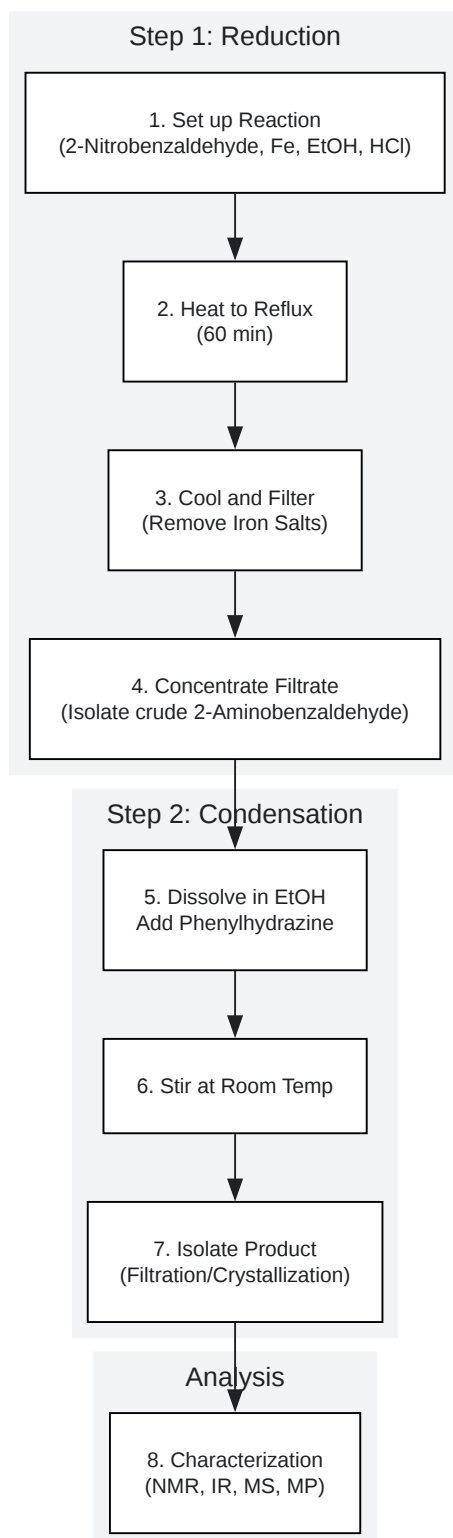 Step 1: Reduction
1. Set up Reaction
(2-Nitrobenzaldehyde, Fe, EtOH, HCl)
2. Heat to Reflux
(60 min)
3. Cool and Filter
(Remove Iron Salts)
4. Concentrate Filtrate
(Isolate crude 2-Aminobenzaldehyde)
Step 2: Condensation
5. Dissolve in EtOH
Add Phenylhydrazine
6. Stir at Room Temp
7. Isolate Product
(Filtration/Crystallization)
Analysis
8. Characterization
(NMR, IR, MS, MP)